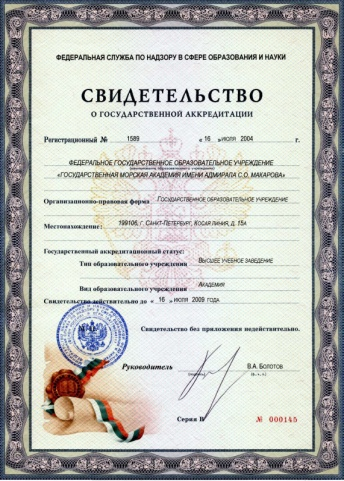 ФЕДЕРАЛЬНАЯ СЛУЖБА ПО НАДЗОРУ В СФЕРЕ ОБРАЗОВАНИЯ И НАУКИ
СВИДЕТЕЛЬСТВО
О ГОСУДАРСТВЕННОЙ АККРЕДИТАЦИИ
Регистрационный № 1589 « 16 » ИЮЛЯ 2004 г.
ФЕДЕРАЛЬНОЕ ГОСУДАРСТВЕННОЕ ОБРАЗОВАТЕЛЬНОЕ УЧРЕЖДЕНИЕ
«ГОСУДАРСТВЕННАЯ МОРСКАЯ АКАДЕМИЯ ИМЕНИ АДМИРАЛА С.О. МАКАРОВА»
Организационно-правовая форма ГОСУДАРСТВЕННОЕ ОБРАЗОВАТЕЛЬНОЕ УЧРЕЖДЕНИЕ
Местонахождение: 199106, Г. САНКТ-ПЕТЕРБУРГ, КОСАЯ ЛИНИЯ, Д. 15А
Государственный аккредитационный статус:
Тип образовательного учреждения ВЫСШЕЕ УЧЕБНОЕ ЗАВЕДЕНИЕ
Вид образовательного учреждения АКАДЕМИЯ
Свидетельство действительно до « 16 » ИЮЛЯ 2009 ГОДА
Свидетельство без приложения недействительно.
Руководитель В.А. БОЛОТОВ
(ф., и., о.)
Серия В № 000145